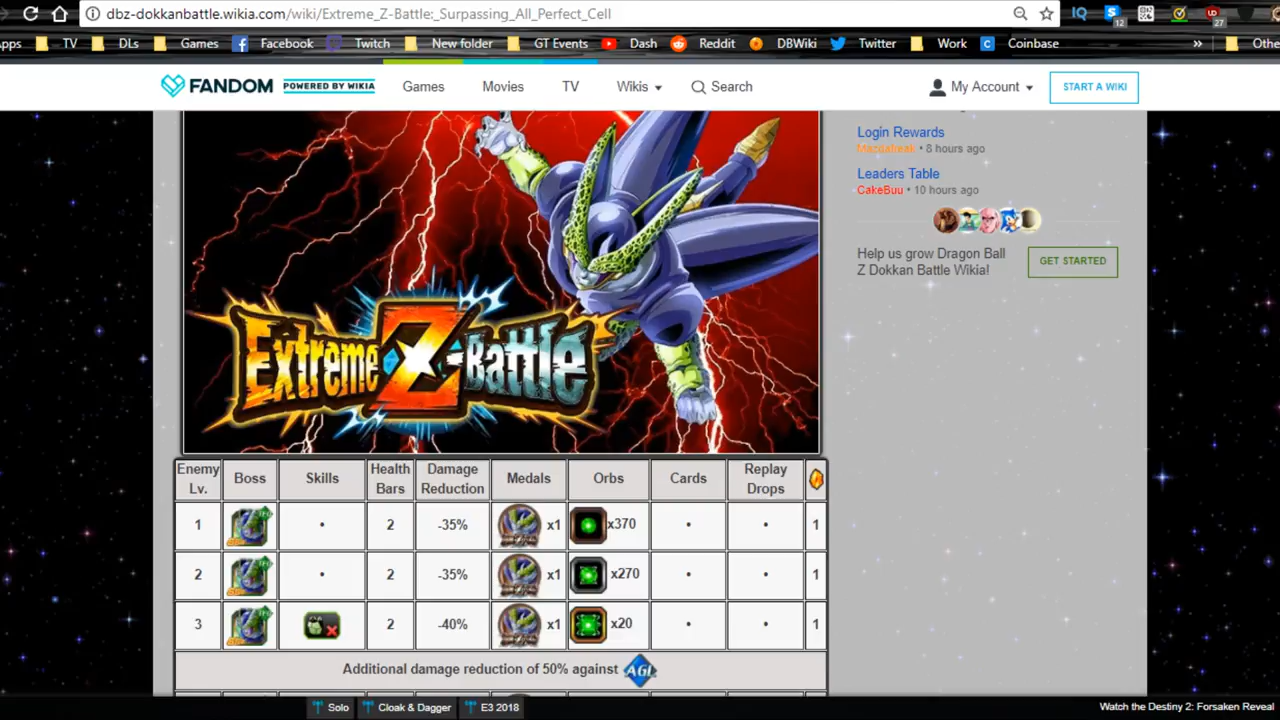 dbz-dokkanbattle.wikia.com/wiki/Extreme_Z-Battle:_Surpassing_All_Perfect_Cell
12
27
Apps TV DLs Games Facebook Twitch New folder GT Events Dash Reddit DBWiki Twitter Work Coinbase » Othe
FANDOM POWERED BY WIKIA Games Movies TV Wikis Search My Account START A WIKI
Login Rewards
8 hours ago
Leaders Table
CakeBuu • 10 hours ago
Help us grow Dragon Ball
Z Dokkan Battle Wikia!
GET STARTED
Extreme Z-Battle
Enemy Lv. Boss Skills Health Bars Damage Reduction Medals Orbs Cards Replay Drops
1 • 2 -35% x1 x370 • • 1
2 • 2 -35% x1 x270 • • 1
3 2 -40% x1 x20 • • 1
Additional damage reduction of 50% against AGL
Solo Cloak & Dagger E3 2018 Watch the Destiny 2: Forsaken Reveal